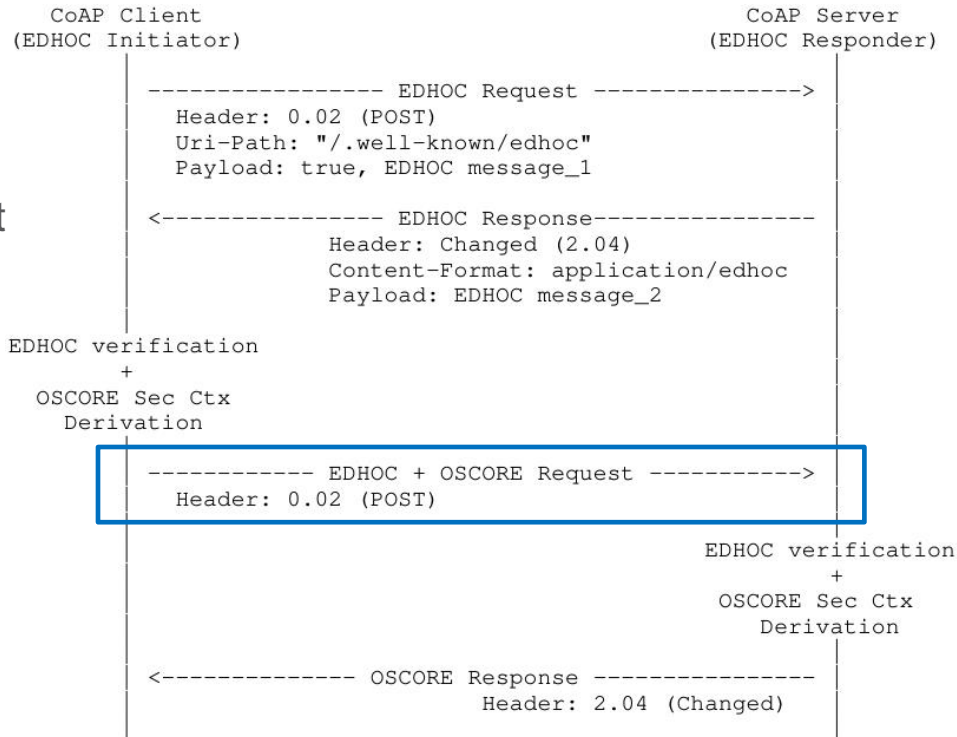 CoAP Client CoAP Server
(EDHOC Initiator) (EDHOC Responder)
----------------- EDHOC Request --------------->
Header: 0.02 (POST)
Uri-Path: "/.well-known/edhoc"
Payload: true, EDHOC message_1
t
<---------------- EDHOC Response----------------
Header: Changed (2.04)
Content-Format: application/edhoc
Payload: EDHOC message_2
EDHOC verification
+
OSCORE Sec Ctx
Derivation
------------ EDHOC + OSCORE Request ----------->
Header: 0.02 (POST)
EDHOC verification
+
OSCORE Sec Ctx
Derivation
<-------------- OSCORE Response ----------------
Header: 2.04 (Changed)